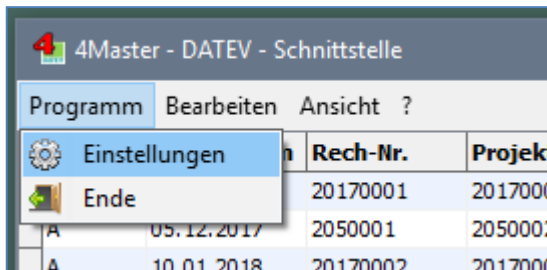 4Master - DATEV - Schnittstelle
Programm Bearbeiten Ansicht ?
Einstellungen
Rech-Nr.
Ende
20170001
A 05.12.2017 2050001
A 10.01.2018 20170002